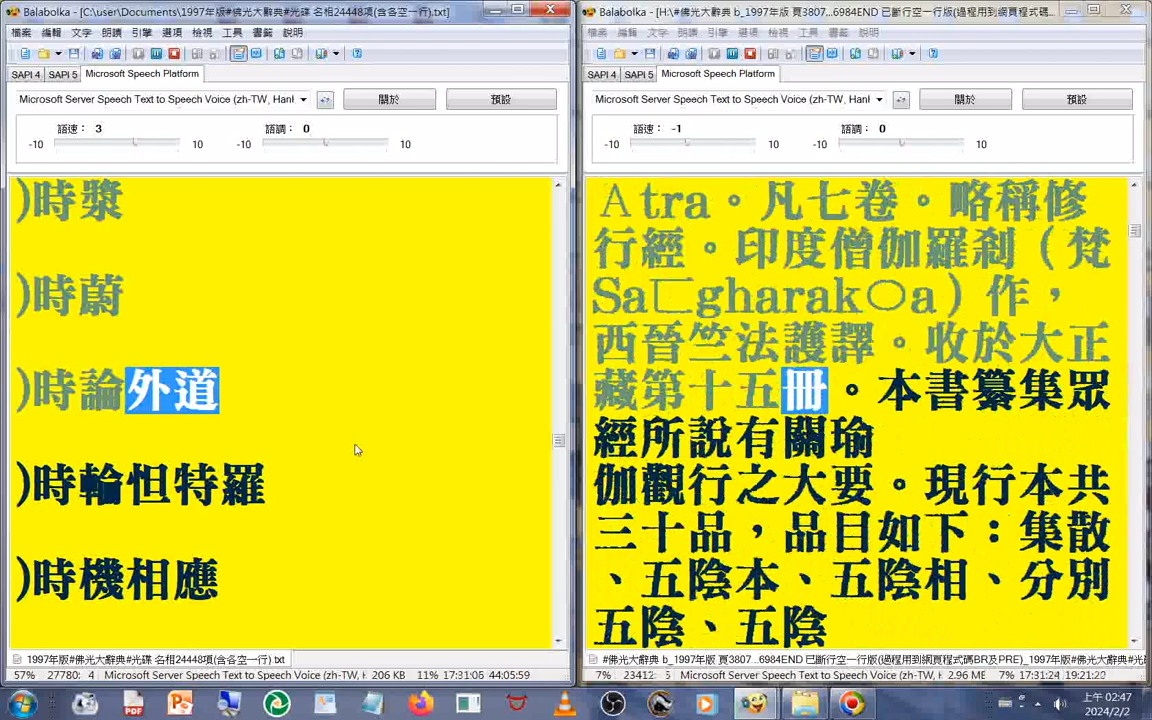 Balabolka - [C:\user\Documents\1997年版#佛光大辭典#光碟 名相24448項(含各空一行).txt]
檔案 編輯 文字 朗讀 引擎 選項 檢視 工具 書籤 說明
SAPI 4 SAPI 5 Microsoft Speech Platform
Microsoft Server Speech Text to Speech Voice (zh-TW, Hanl
關於 預設
語速： 3 語調： 0
-10 10 -10 10
)時漿
)時蔚
)時論外道
)時輪怛特羅
)時機相應
1997年版#佛光大辭典#光碟 名相24448項(含各空一行).txt
57% 27780: 4 Microsoft Server Speech Text to Speech Voice (zh-TW, H 206 KB 11% 17:31:06 44:05:59
Balabolka - [H:\#佛光大辭典 b_1997年版 頁3807...6984END 已斷行空一行版(過程用到網頁程式碼...
檔案 編輯 文字 朗讀 引擎 選項 檢視 工具 書籤 說明
SAPI 4 SAPI 5 Microsoft Speech Platform
Microsoft Server Speech Text to Speech Voice (zh-TW, Hanl
關於 預設
語速： -1 語調： 0
-10 10 -10 10
Ａtra。凡七卷。略稱修
行經。印度僧伽羅剎（梵
Sa匚gharak〇a）作，
西晉竺法護譯。收於大正
藏第十五冊。本書纂集眾
經所說有關瑜
伽觀行之大要。現行本共
三十品，品目如下：集散
、五陰本、五陰相、分別
五陰、五陰
#佛光大辭典 b_1997年版 頁3807...6984END 已斷行空一行版(過程用到網頁程式碼BR及PRE)_1997年版#光
7% 23412: 5 Microsoft Server Speech Text to Speech Voice (zh-TW, H 2.96 ME 7% 17:31:24 19:21:20
上午 02:47
2024/2/2